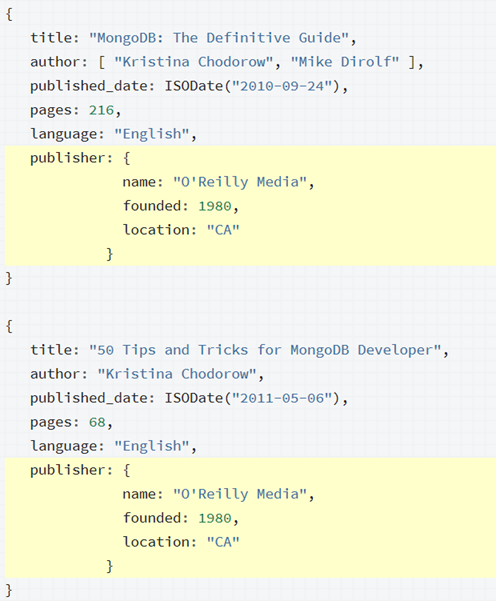 {
title: "MongoDB: The Definitive Guide",
author: [ "Kristina Chodorow", "Mike Dirolf" ],
published_date: ISODate("2010-09-24"),
pages: 216,
language: "English",
publisher: {
name: "O'Reilly Media",
founded: 1980,
location: "CA"
}
}
{
title: "50 Tips and Tricks for MongoDB Developer",
author: "Kristina Chodorow",
published_date: ISODate("2011-05-06"),
pages: 68,
language: "English",
publisher: {
name: "O'Reilly Media",
founded: 1980,
location: "CA"
}
}